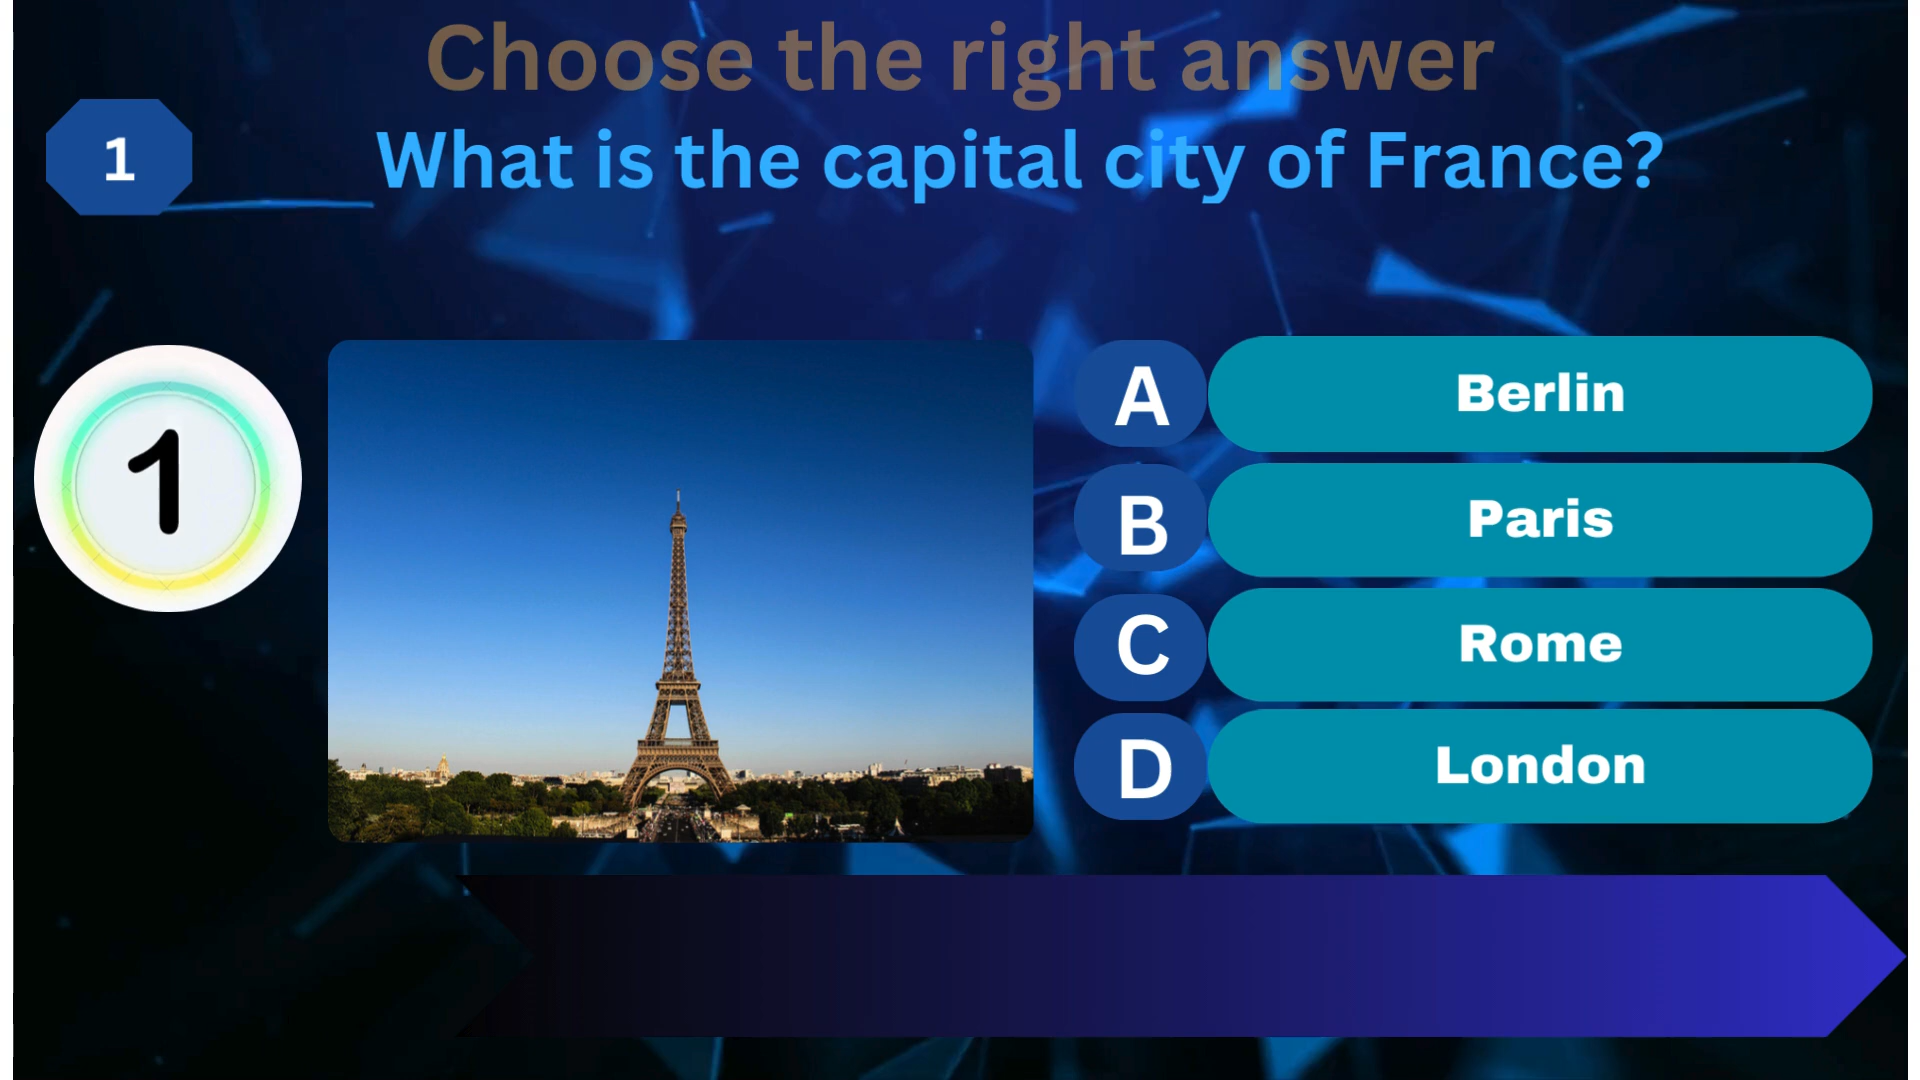 Choose the right answer
1
What is the capital city of France?
1
A
Berlin
B
Paris
C
Rome
D
London